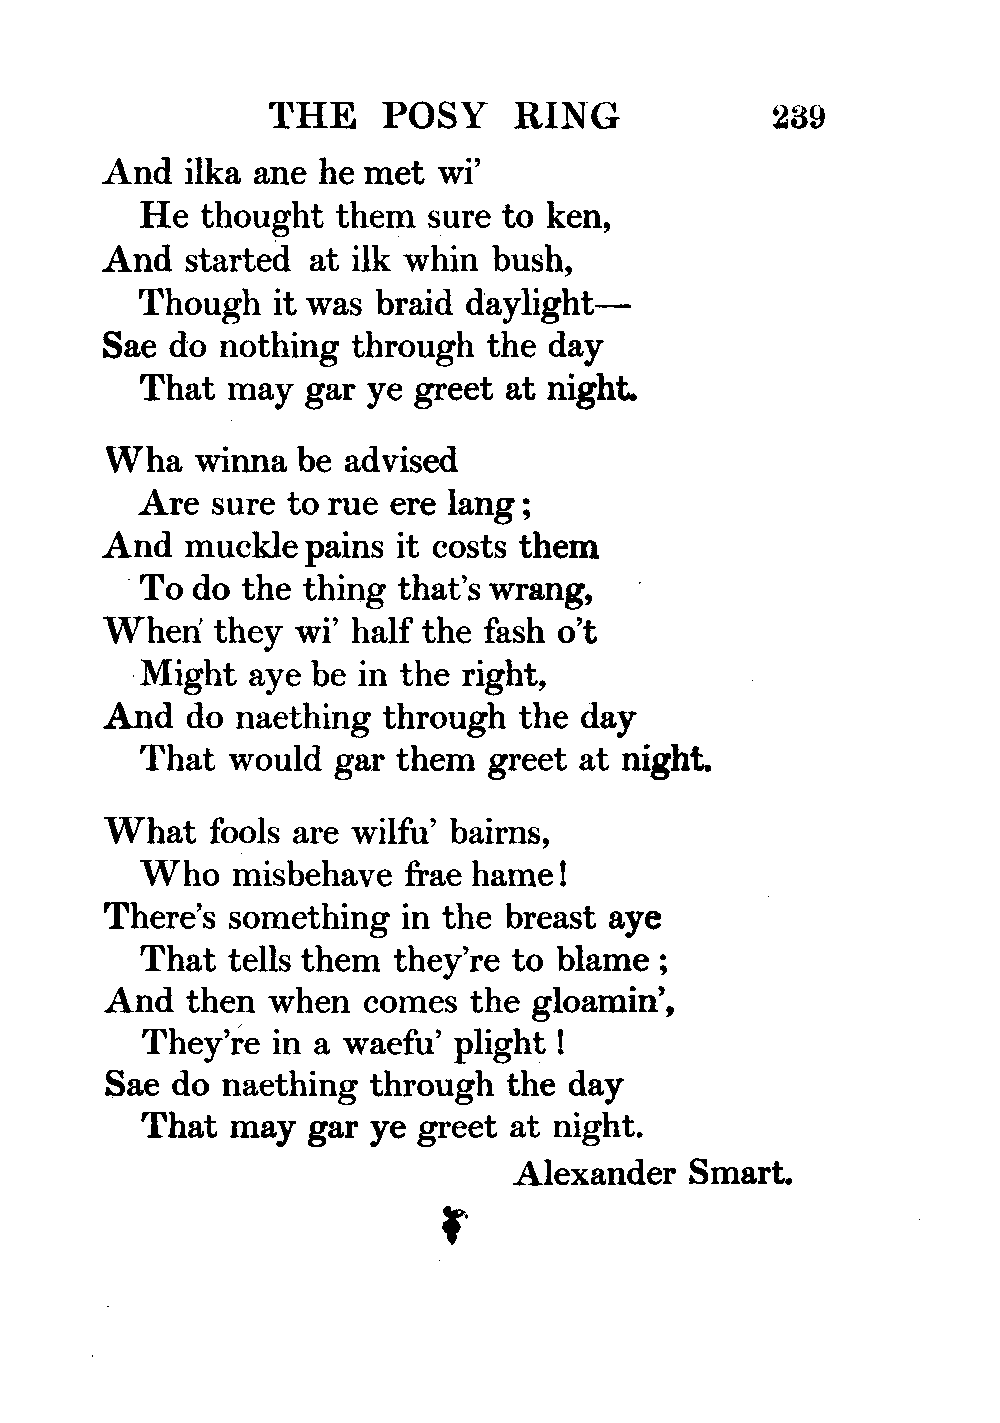 THE POSY RING 239
And ilka ane he met wi'
He thought them sure to ken,
And started at ilk whin bush,
Though it was braid daylight—
Sae do nothing through the day
That may gar ye greet at night.
Wha winna be advised
Are sure to rue ere lang;
And muckle pains it costs them
To do the thing that's wrang,
When they wi' half the fash o't
Might aye be in the right,
And do naething through the day
That would gar them greet at night.
What fools are wilfu' bairns,
Who misbehave frae hame!
There's something in the breast aye
That tells them they're to blame;
And then when comes the gloamin',
They're in a waefu' plight!
Sae do naething through the day
That may gar ye greet at night.
Alexander Smart.